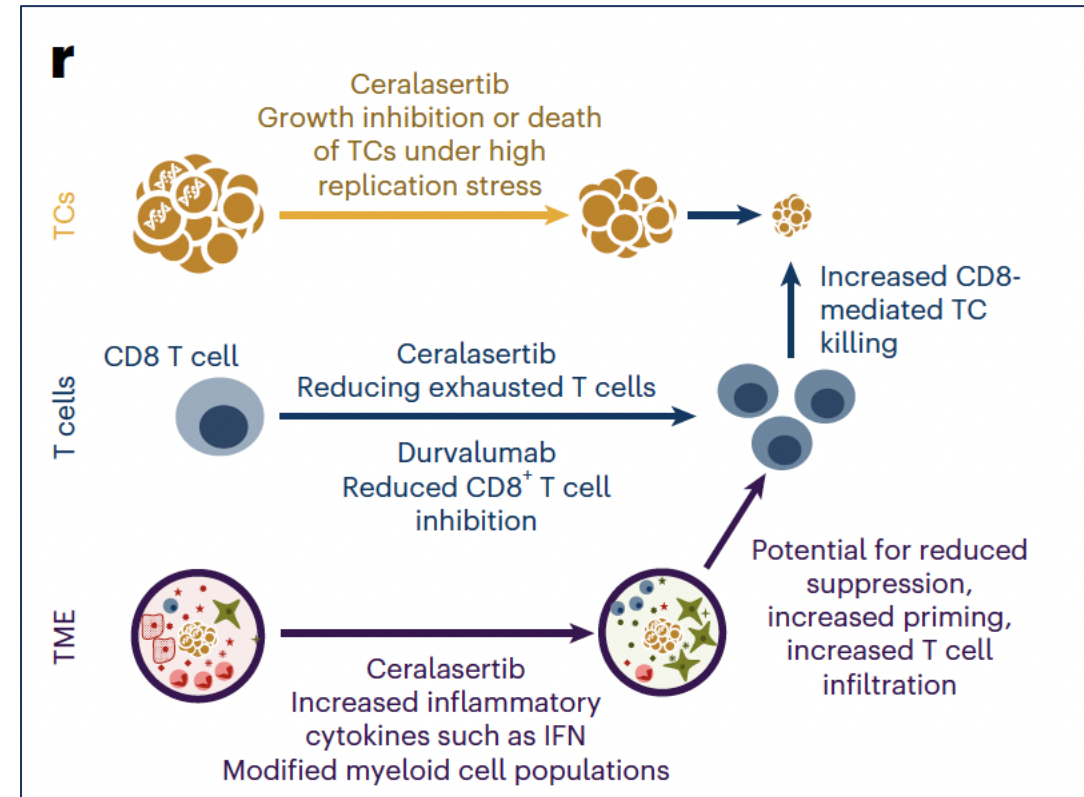 r
Ceralasertib
Growth inhibition or death
of TCs under high
replication stress
TCs
Increased CD8-
mediated TC
killing
CD8 T cell
Ceralasertib
Reducing exhausted T cells
T cells
Durvalumab
Reduced CD8⁺ T cell
inhibition
Potential for reduced
suppression,
increased priming,
increased T cell
infiltration
TME
Ceralasertib
Increased inflammatory
cytokines such as IFN
Modified myeloid cell populations